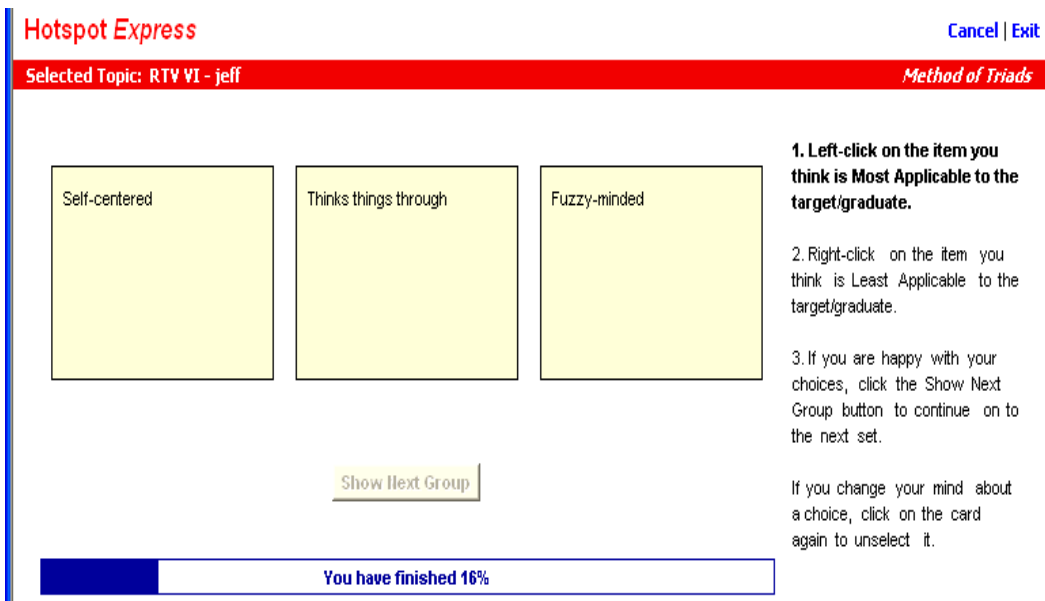 Hotspot Express
Cancel | Exit
Selected Topic: RTV VI - jeff
Method of Triads
Self-centered
Thinks things through
Fuzzy-minded
1. Left-click on the item you
think is Most Applicable to the
target/graduate.
2. Right-click on the item you
think is Least Applicable to the
target/graduate.
3. If you are happy with your
choices, click the Show Next
Group button to continue on to
the next set.
If you change your mind about
a choice, click on the card
again to unselect it.
Show Next Group
You have finished 16%